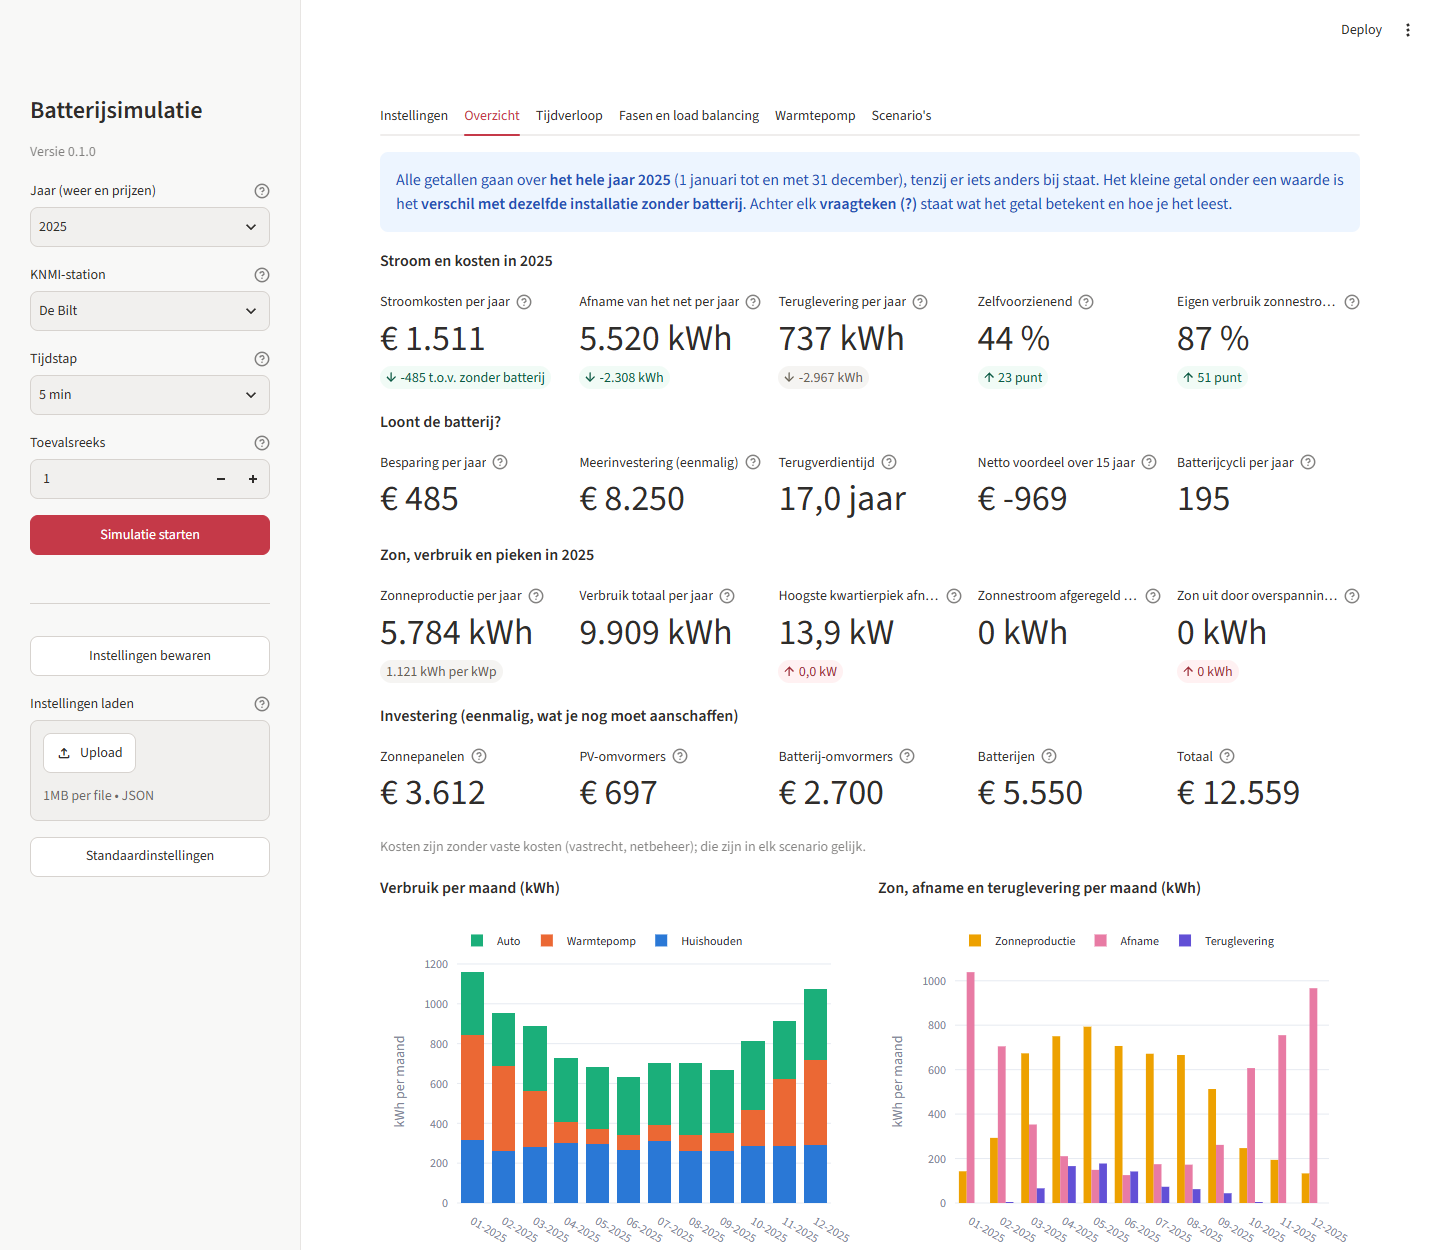 Deploy
Batterijsimulatie
Versie 0.1.0
Jaar (weer en prijzen)
2025
KNMI-station
De Bilt
Tijdstap
5 min
Toevalsreeks
1
Simulatie starten
Instellingen bewaren
Instellingen laden
Upload
1MB per file • JSON
Standaardinstellingen
Instellingen Overzicht Tijdverloop Fasen en load balancing Warmtepomp Scenario's
Alle getallen gaan over het hele jaar 2025 (1 januari tot en met 31 december), tenzij er iets anders bij staat. Het kleine getal onder een waarde is
het verschil met dezelfde installatie zonder batterij. Achter elk vraagteken (?) staat wat het getal betekent en hoe je het leest.
Stroom en kosten in 2025
Stroomkosten per jaar Afname van het net per jaar Teruglevering per jaar Zelfvoorzienend Eigen verbruik zonnestro…
€ 1.511 5.520 kWh 737 kWh 44 % 87 %
↓ -485 t.o.v. zonder batterij ↓ -2.308 kWh ↓ -2.967 kWh ↑ 23 punt ↑ 51 punt
Loont de batterij?
Besparing per jaar Meerinvestering (eenmalig) Terugverdientijd Netto voordeel over 15 jaar Batterijcycli per jaar
€ 485 € 8.250 17,0 jaar € -969 195
Zon, verbruik en pieken in 2025
Zonneproductie per jaar Verbruik totaal per jaar Hoogste kwartierpiek afn… Zonnestroom afgeregeld … Zon uit door overspannin…
5.784 kWh 9.909 kWh 13,9 kW 0 kWh 0 kWh
1.121 kWh per kWp ↑ 0,0 kW ↑ 0 kWh
Investering (eenmalig, wat je nog moet aanschaffen)
Zonnepanelen PV-omvormers Batterij-omvormers Batterijen Totaal
€ 3.612 € 697 € 2.700 € 5.550 € 12.559
Kosten zijn zonder vaste kosten (vastrecht, netbeheer); die zijn in elk scenario gelijk.
Verbruik per maand (kWh)
Auto Warmtepomp Huishouden
kWh per maand
1200
1000
800
600
400
200
0
01-2025 02-2025 03-2025 04-2025 05-2025 06-2025 07-2025 08-2025 09-2025 10-2025 11-2025 12-2025
Zon, afname en teruglevering per maand (kWh)
Zonneproductie Afname Teruglevering
kWh per maand
1000
800
600
400
200
0
01-2025 02-2025 03-2025 04-2025 05-2025 06-2025 07-2025 08-2025 09-2025 10-2025 11-2025 12-2025